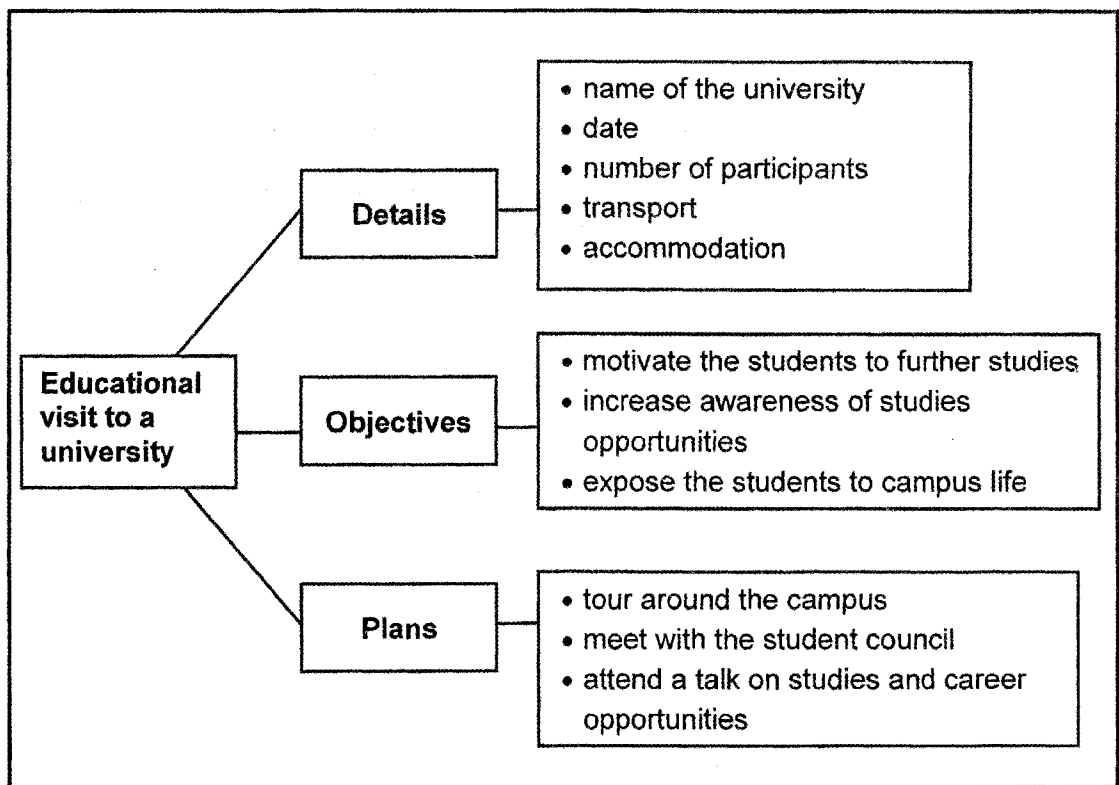 • name of the university
• date
• number of participants
• transport
• accommodation
Details
Educational
visit to a
university
Objectives
• motivate the students to further studies
• increase awareness of studies
opportunities
• expose the students to campus life
Plans
• tour around the campus
• meet with the student council
• attend a talk on studies and career
opportunities